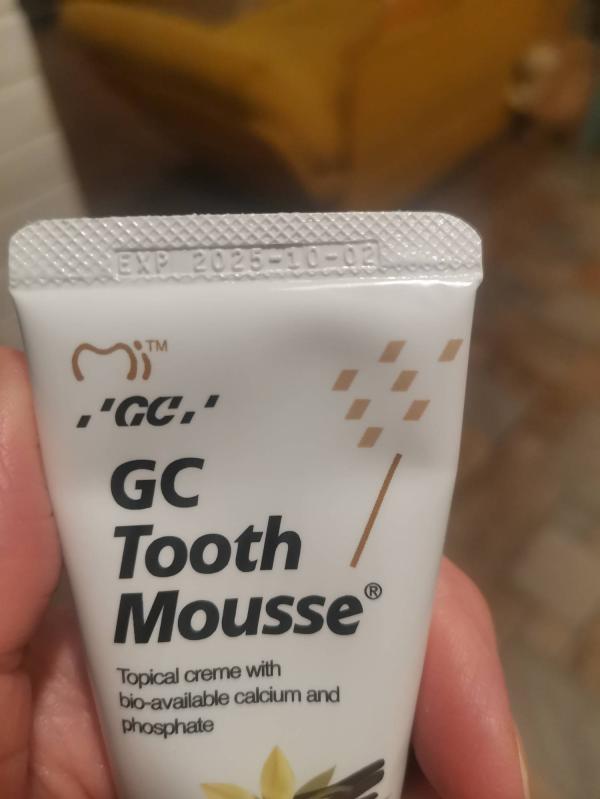 EXP 2025-10-02
Mi™
GC
GC
Tooth
Mousse®
Topical creme with
bio-available calcium and
phosphate